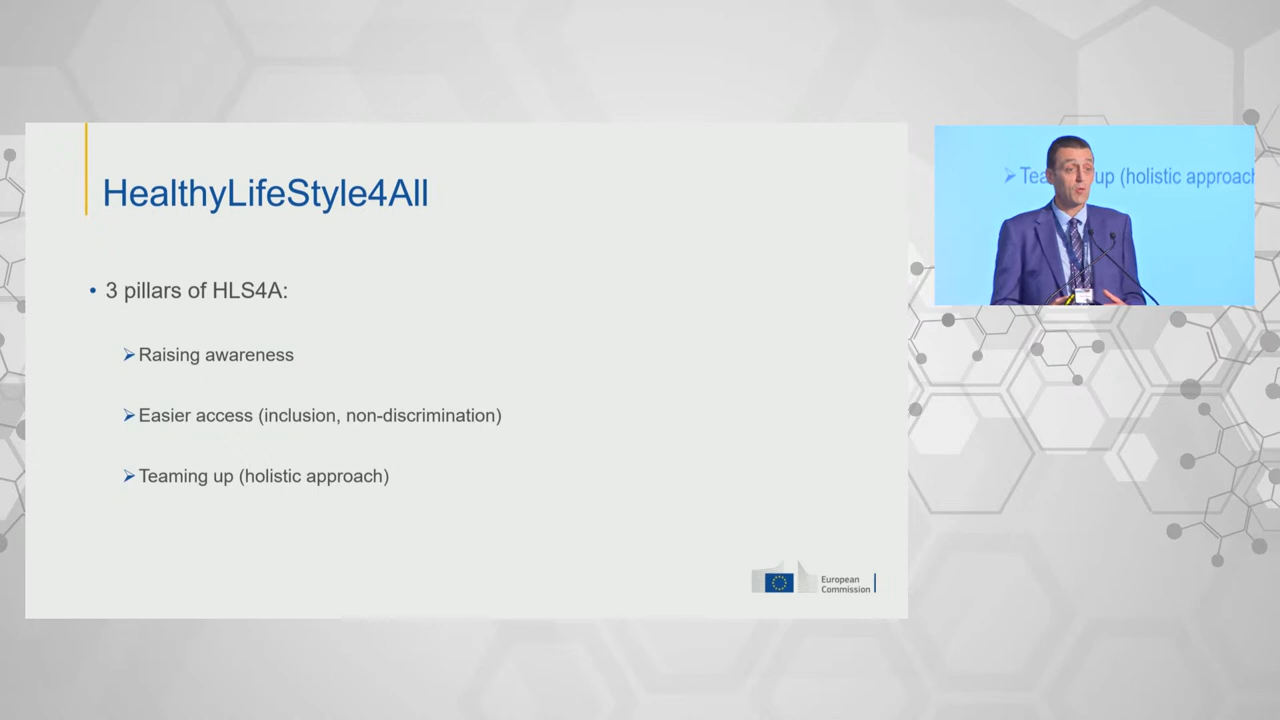 HealthyLifeStyle4All
• 3 pillars of HLS4A:
➢ Raising awareness
➢ Easier access (inclusion, non-discrimination)
➢ Teaming up (holistic approach)
European
Commission
➢ Tea up (holistic approach